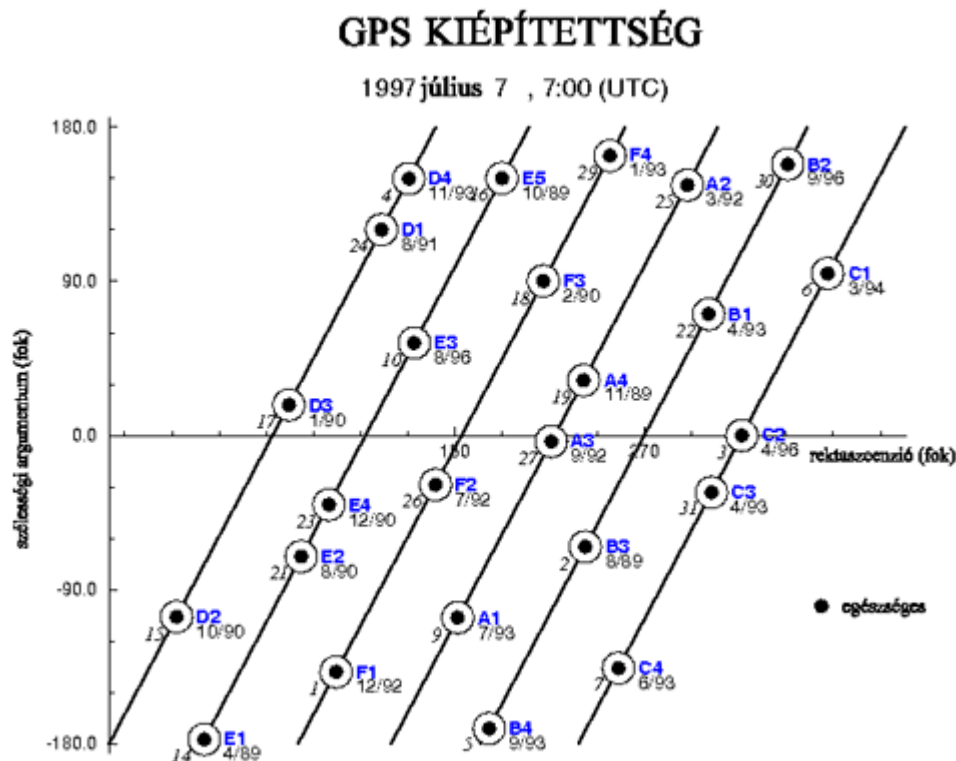 GPS KIÉPÍTETTSÉG
1997 július 7 , 7:00 (UTC)
180.0
90.0
0.0
-90.0
-180.0
szélességi argumentum (fok)
180
270
rektaszcenzió (fok)
egészséges
4 D4 11/93
24 D1 8/91
17 D3 1/90
15 D2 10/90
16 E5 10/89
10 E3 8/96
23 E4 12/90
21 E2 8/90
14 E1 4/89
29 F4 1/93
18 F3 2/90
26 F2 7/92
1 F1 12/92
25 A2 3/92
19 A4 11/89
27 A3 9/92
9 A1 7/93
30 B2 9/96
22 B1 4/93
2 B3 8/89
5 B4 9/93
6 C1 3/94
3 C2 4/96
31 C3 4/93
7 C4 6/93